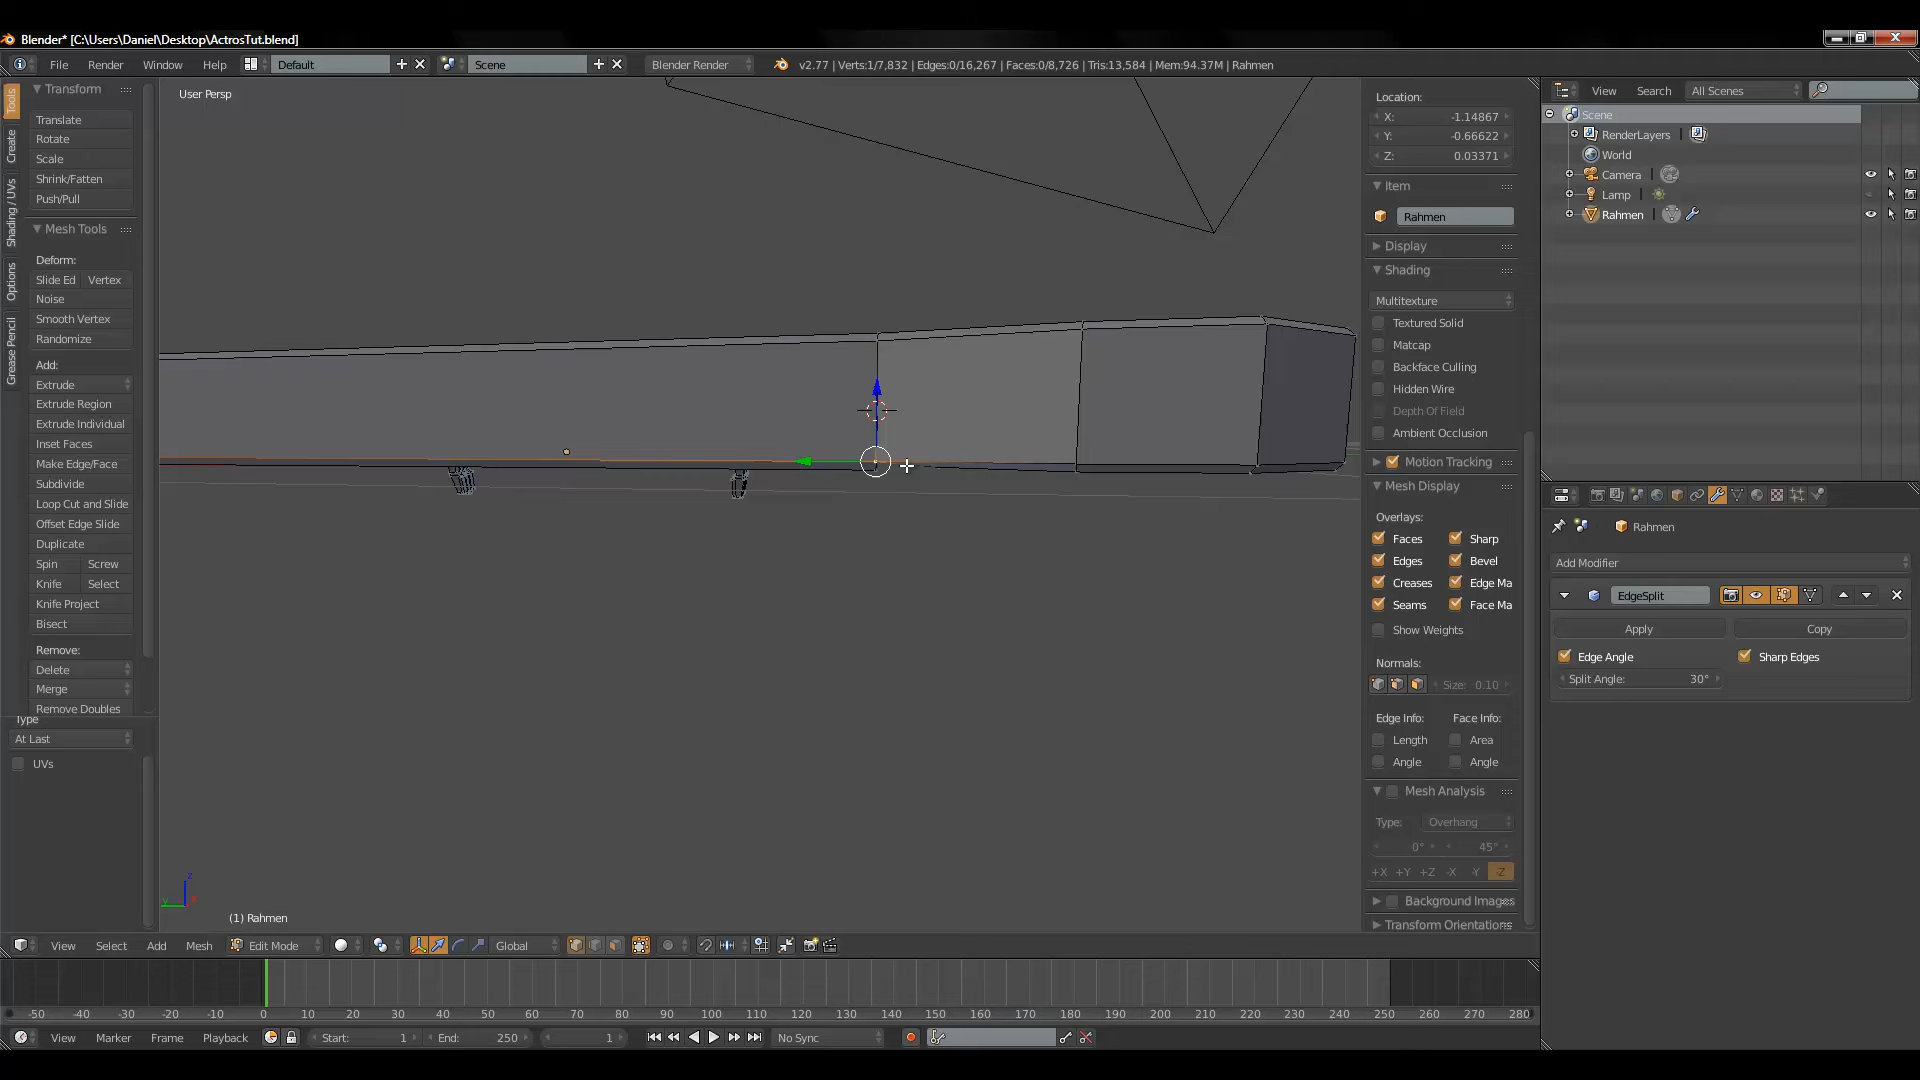 Blender* [C:\Users\Daniel\Desktop\ActrosTut.blend]
File Render Window Help Default Scene Blender Render v2.77 | Verts:1/7,832 | Edges:0/16,267 | Faces:0/8,726 | Tris:13,584 | Mem:94.37M | Rahmen
Tools
Create
Shading / UVs
Options
Grease Pencil
Transform
Translate
Rotate
Scale
Shrink/Fatten
Push/Pull
Mesh Tools
Deform:
Slide Ed Vertex
Noise
Smooth Vertex
Randomize
Add:
Extrude
Extrude Region
Extrude Individual
Inset Faces
Make Edge/Face
Subdivide
Loop Cut and Slide
Offset Edge Slide
Duplicate
Spin Screw
Knife Select
Knife Project
Bisect
Remove:
Delete
Merge
Remove Doubles
Type
At Last
UVs
User Persp
z
y
(1) Rahmen
Location:
X: -1.14867
Y: -0.66622
Z: 0.03371
Item
Rahmen
Display
Shading
Multitexture
Textured Solid
Matcap
Backface Culling
Hidden Wire
Depth Of Field
Ambient Occlusion
Motion Tracking
Mesh Display
Overlays:
Faces Sharp
Edges Bevel
Creases Edge Ma
Seams Face Ma
Show Weights
Normals:
Size: 0.10
Edge Info: Face Info:
Length Area
Angle Angle
Mesh Analysis
Type: Overhang
0° 45°
+X +Y +Z -X -Y -Z
Background Images
Transform Orientations
View Search All Scenes
Scene
RenderLayers
World
Camera
Lamp
Rahmen
Rahmen
Add Modifier
EdgeSplit
Apply Copy
Edge Angle Sharp Edges
Split Angle: 30°
View Select Add Mesh Edit Mode Global
-50 -40 -30 -20 -10 0 10 20 30 40 50 60 70 80 90 100 110 120 130 140 150 160 170 180 190 200 210 220 230 240 250 260 270 280
View Marker Frame Playback Start: 1 End: 250 1 No Sync